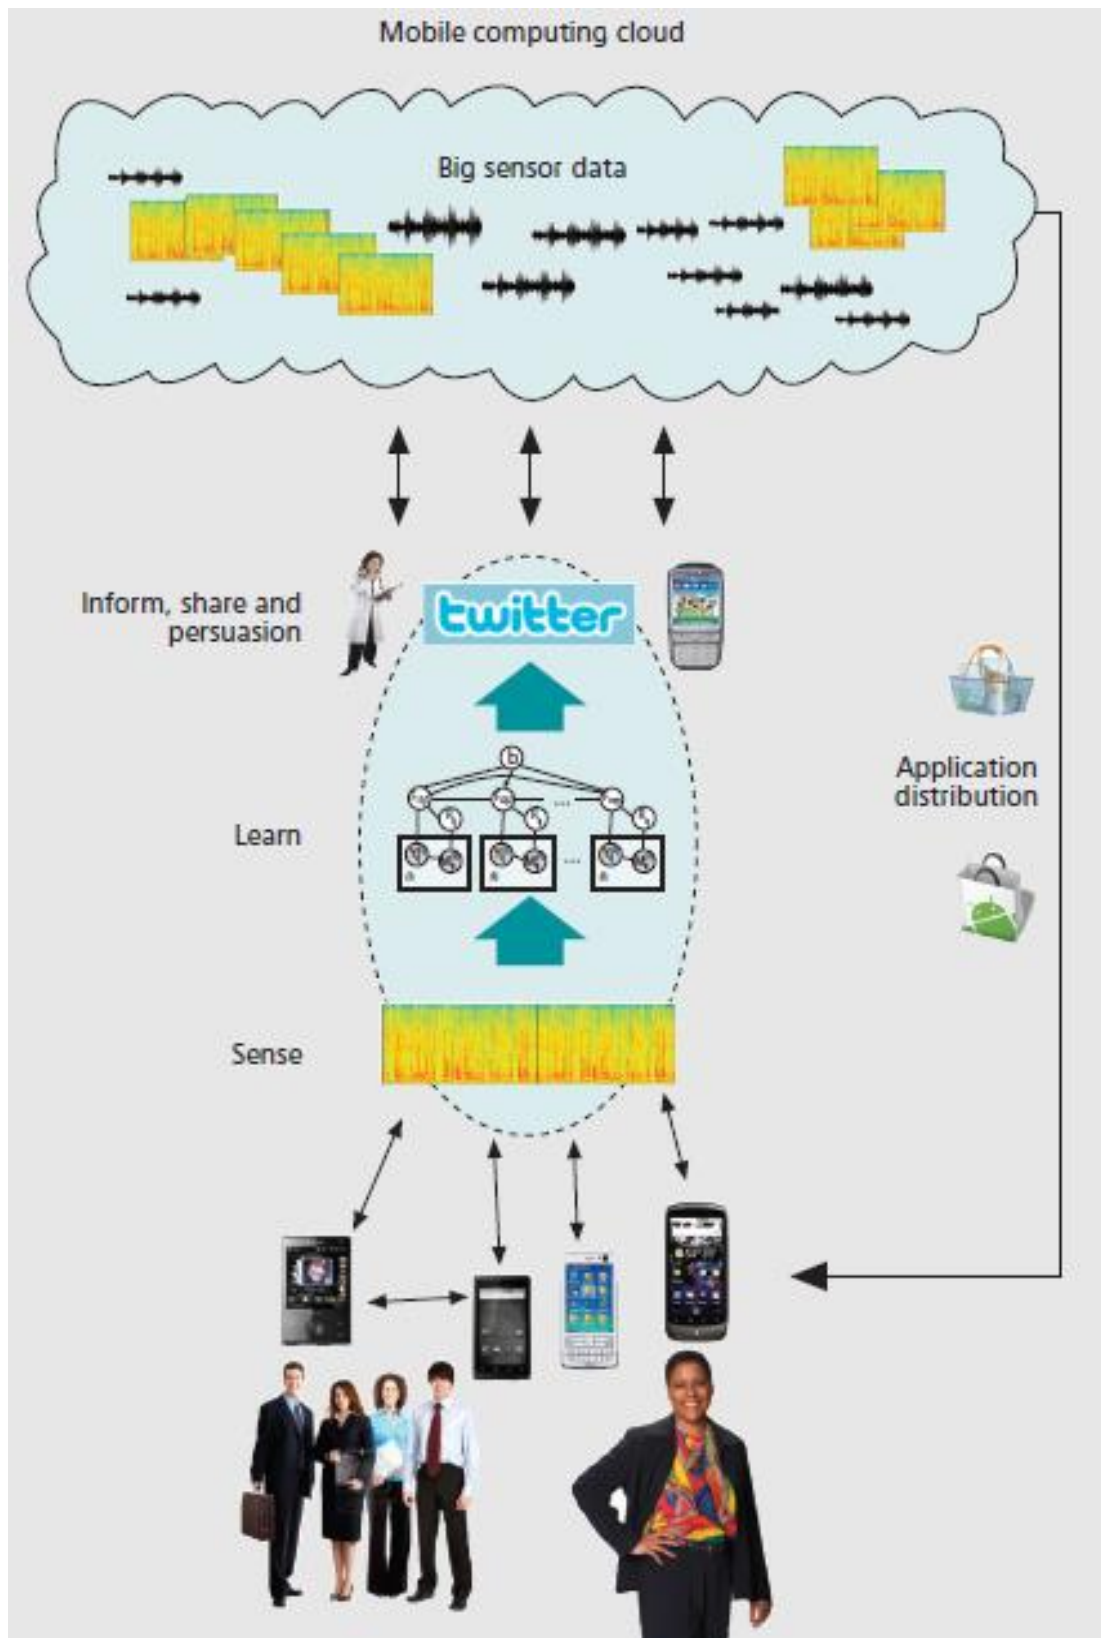 Mobile computing cloud
Big sensor data
Inform, share and
persuasion
twitter
b
Application
distribution
Learn
...
...
Sense